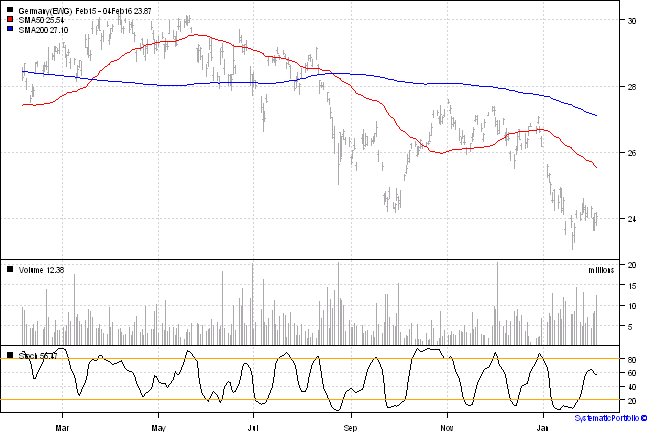 Germany(EWG) Feb15 - 04Feb16 23.87
SMA50 25.54
SMA200 27.10
30
28
26
24
Volume 12.38
millions
20
15
10
5
Stoch
80
60
40
20
Mar
May
Jul
Sep
Nov
Jan
SystematicPortfolio ©